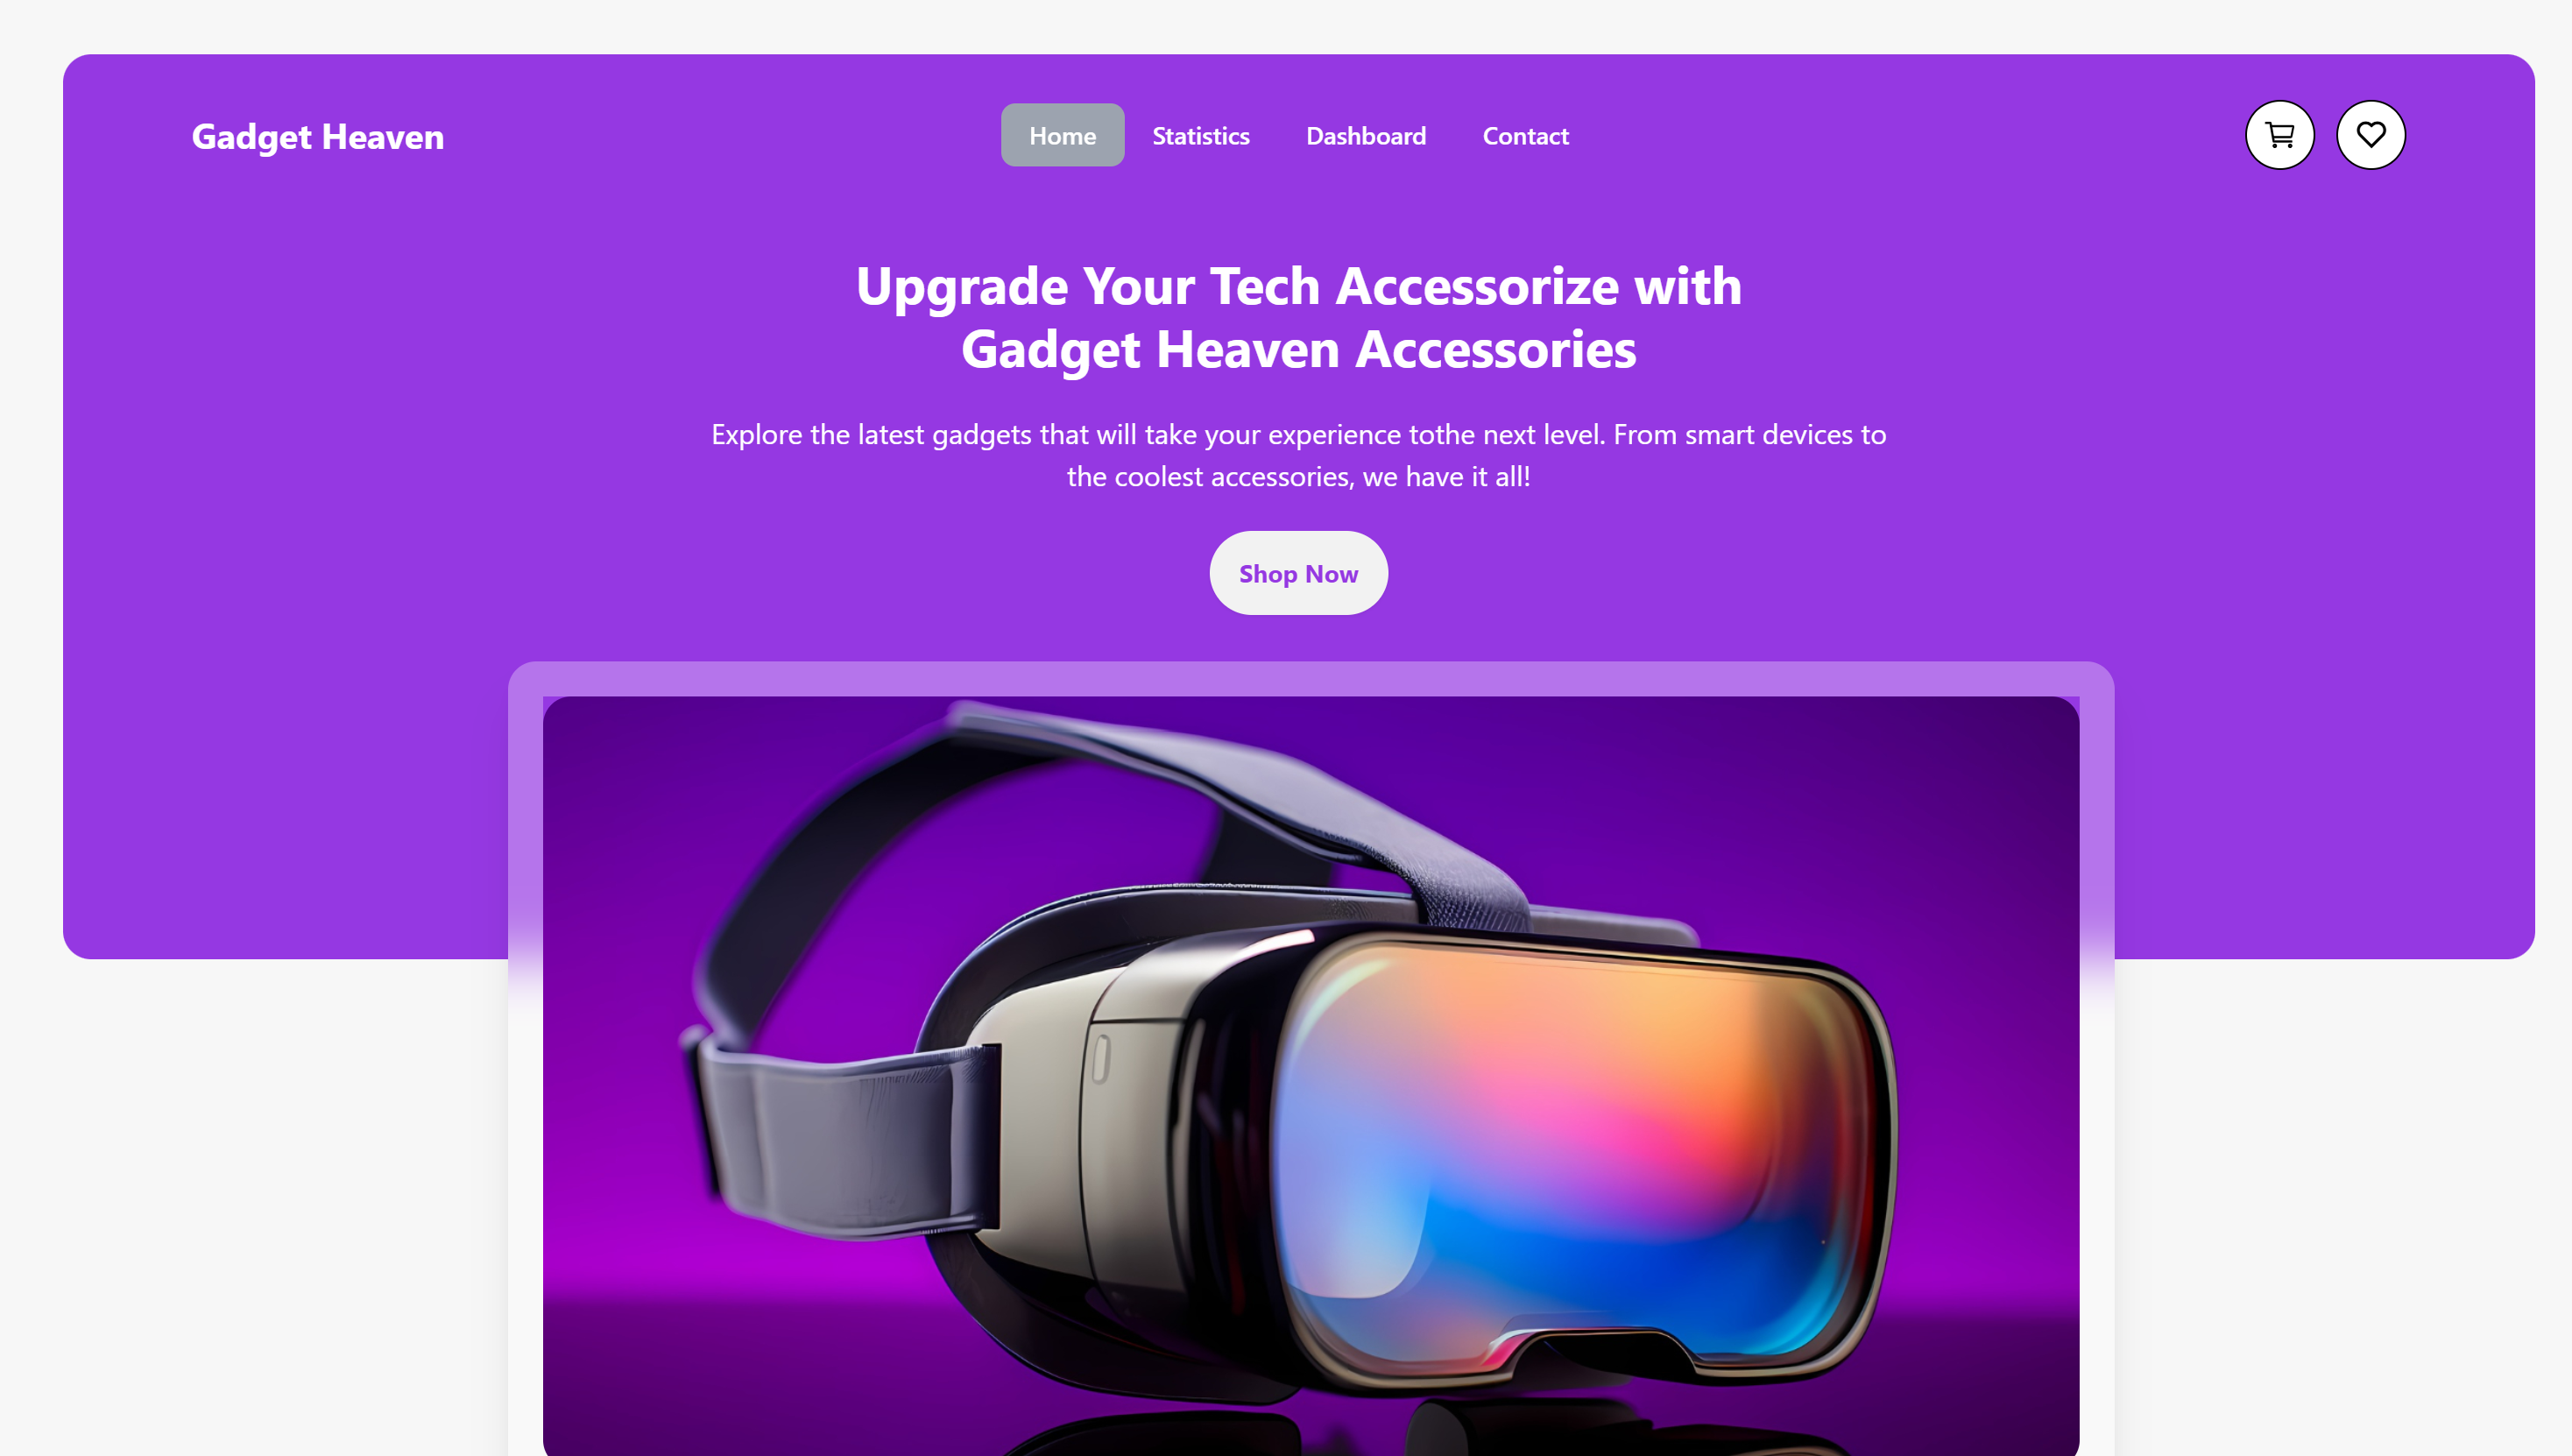 Gadget Heaven
Home Statistics Dashboard Contact
Upgrade Your Tech Accessorize with
Gadget Heaven Accessories
Explore the latest gadgets that will take your experience tothe next level. From smart devices to
the coolest accessories, we have it all!
Shop Now